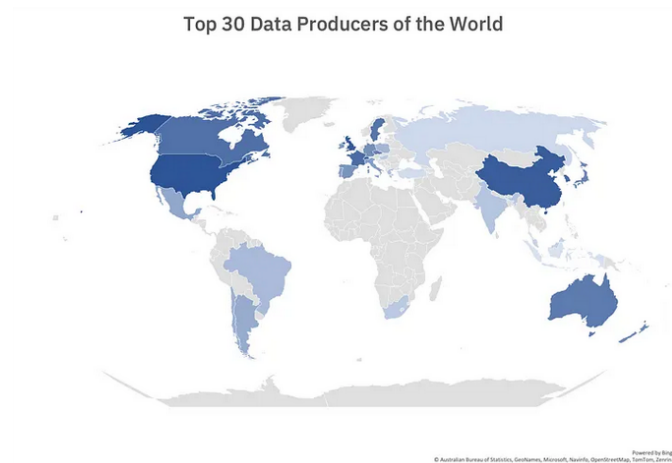 Top 30 Data Producers of the World
Powered by Bing
© Australian Bureau of Statistics, GeoNames, Microsoft, Navinfo, OpenStreetMap, TomTom, Zenrin